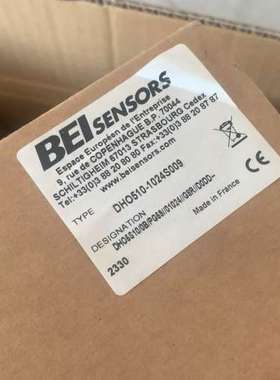 BEI SENSORS
Espace Européen de l'Entreprise
9, rue de COPENHAGUE B.P. 70044
SCHILTIGHEIM 67013 STRASBOURG Cedex
Tel:+33(0)3 88 20 80 80 Fax:+33(0)3 88 20 87 87
www.beisensors.com
TYPE DHO510-1024S009
DESIGNATION
2330
Made in France